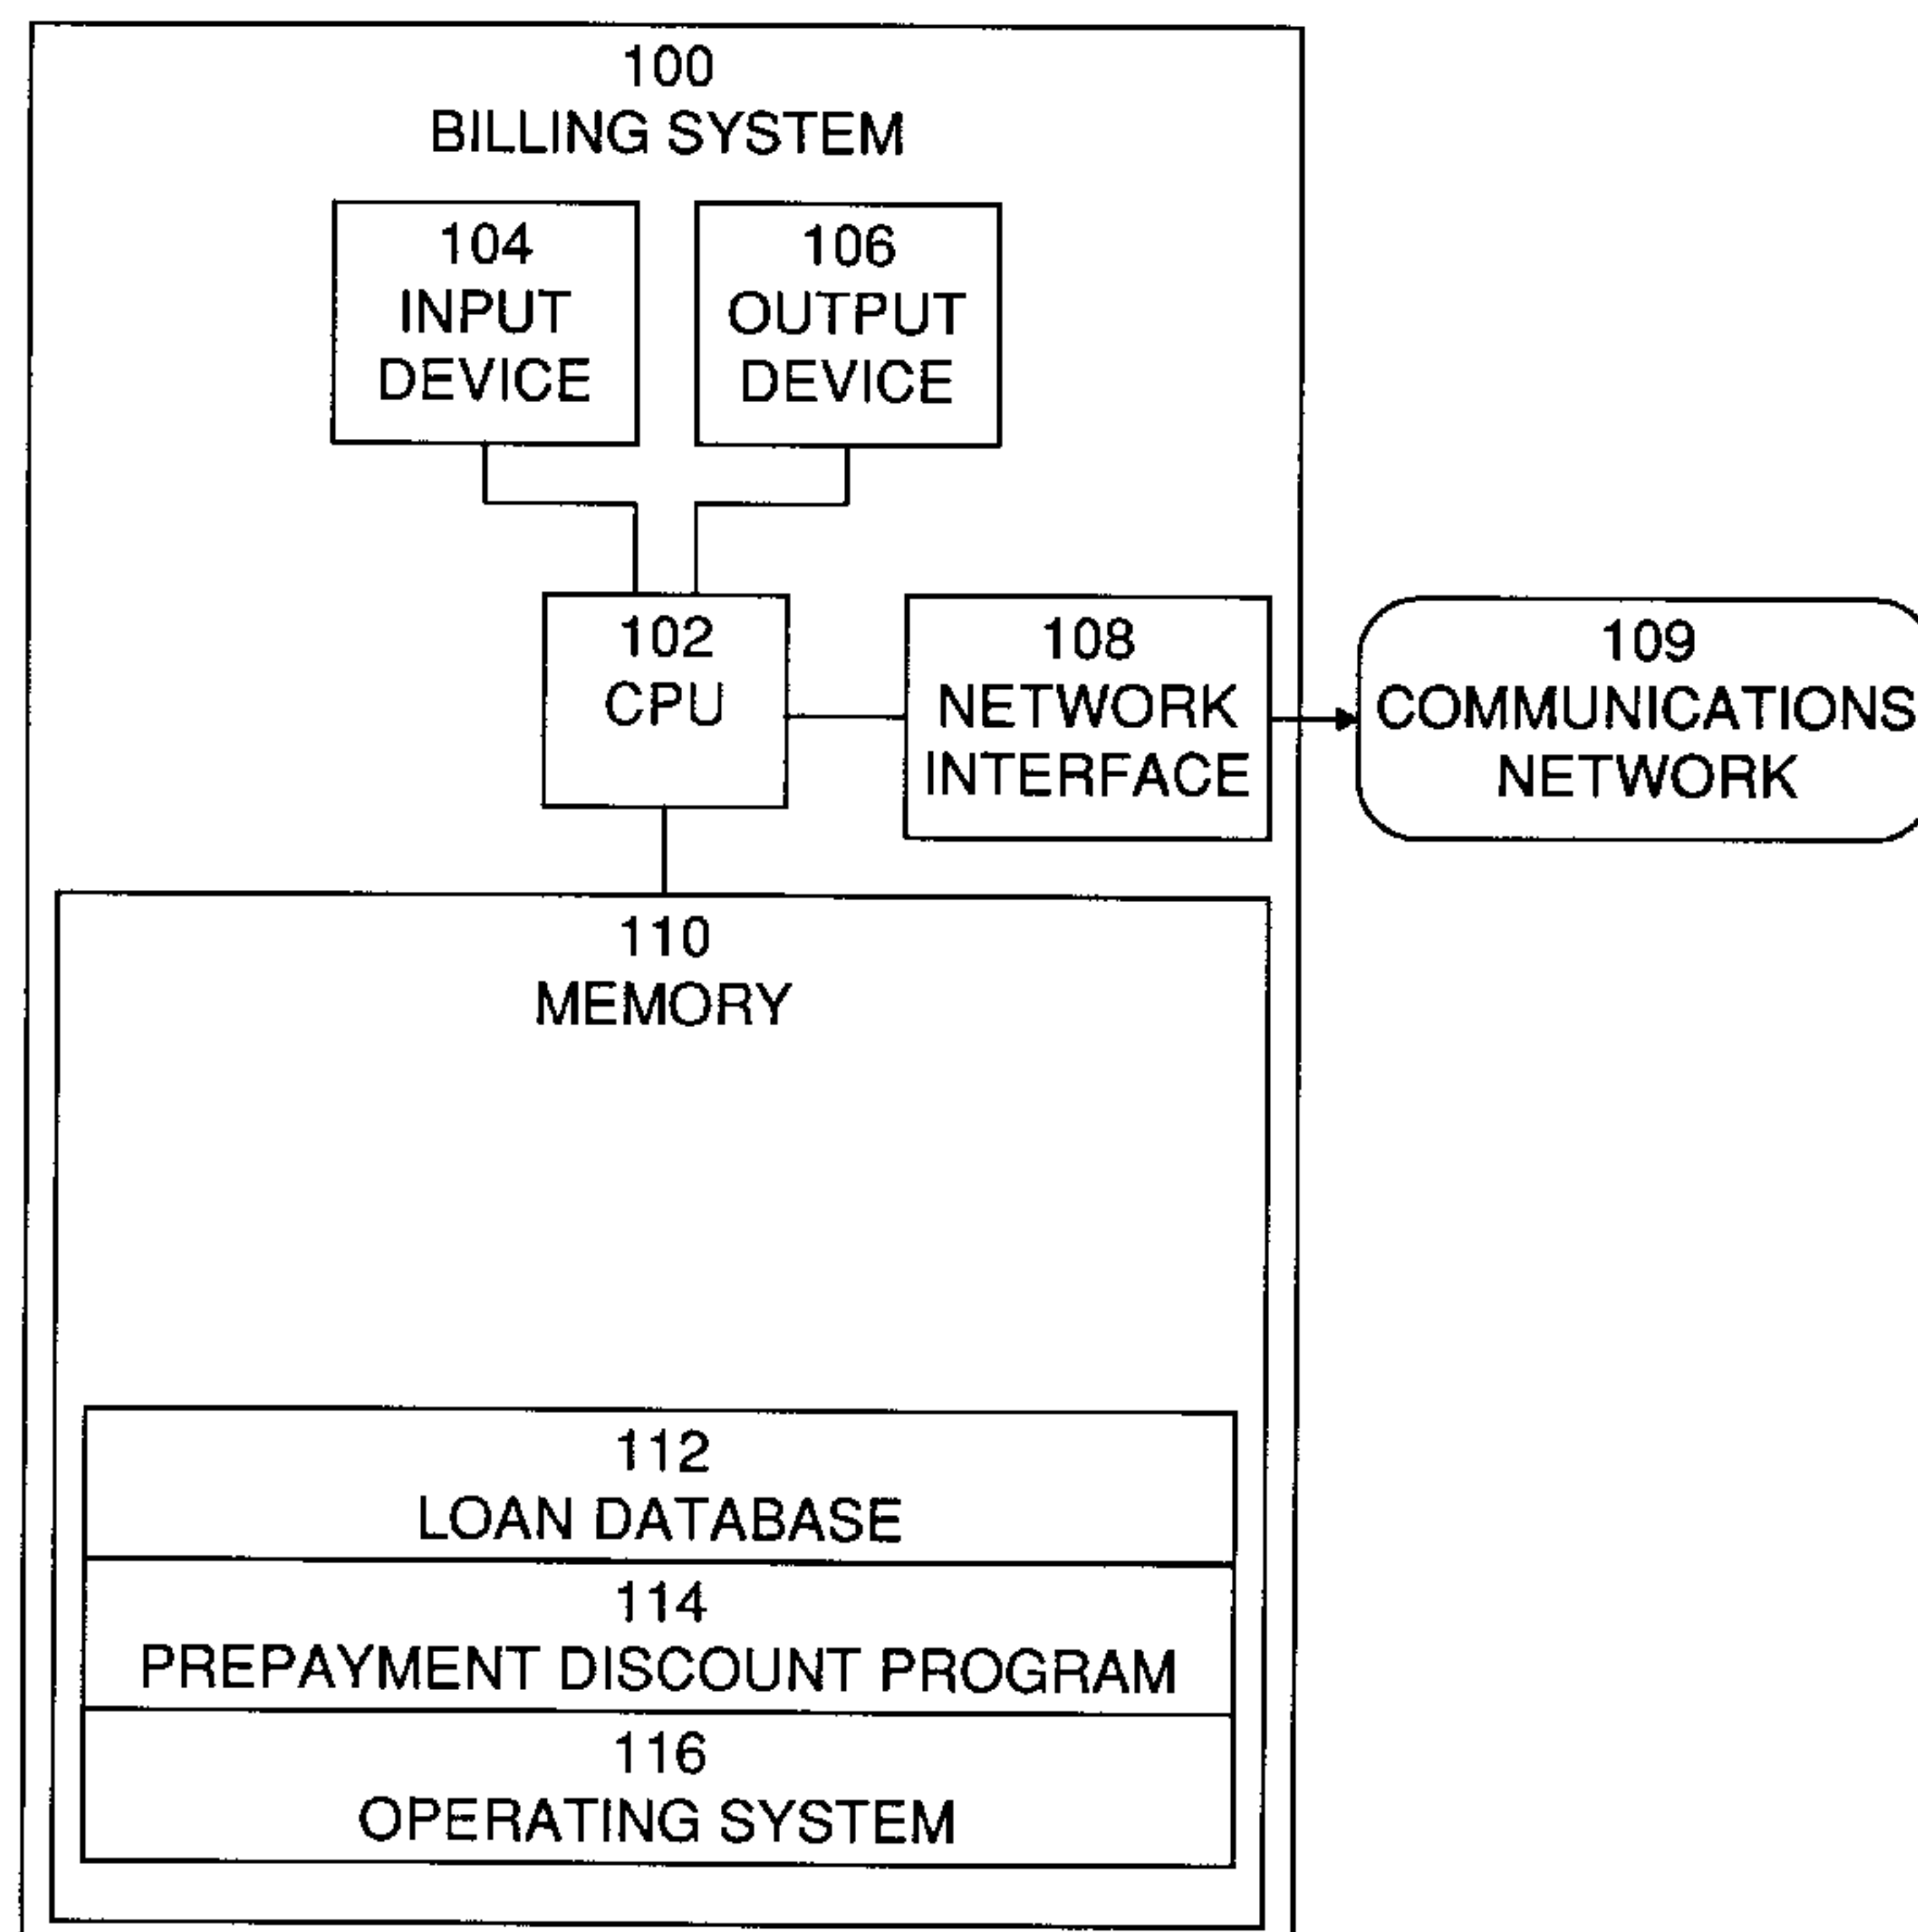 100
BILLING SYSTEM
104
INPUT
DEVICE
106
OUTPUT
DEVICE
102
CPU
108
NETWORK
INTERFACE
109
COMMUNICATIONS
NETWORK
110
MEMORY
112
LOAN DATABASE
114
PREPAYMENT DISCOUNT PROGRAM
116
OPERATING SYSTEM